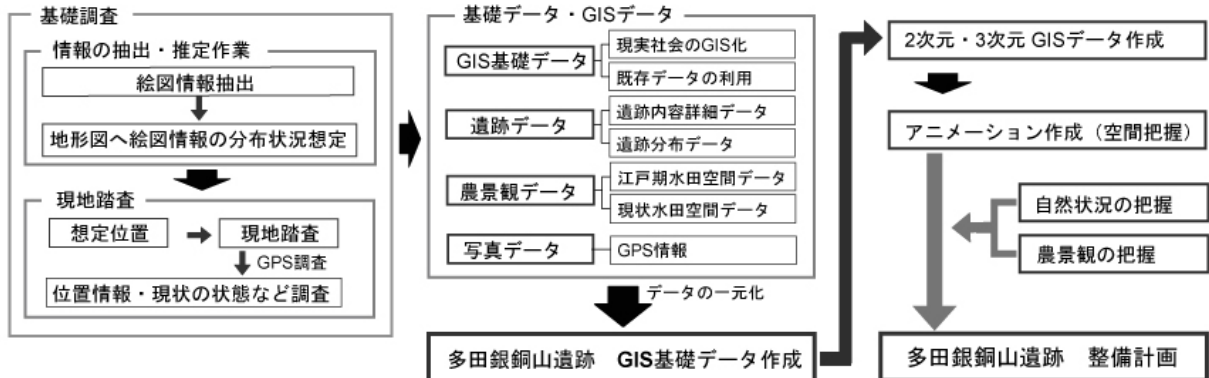 基礎調査
情報の抽出・推定作業
絵図情報抽出
地形図へ絵図情報の分布状況想定
現地踏査
想定位置
現地踏査
GPS調査
位置情報・現状の状態など調査
基礎データ・GISデータ
GIS基礎データ
現実社会のGIS化
既存データの利用
遺跡データ
遺跡内容詳細データ
遺跡分布データ
農景観データ
江戸期水田空間データ
現状水田空間データ
写真データ
GPS情報
データの一元化
多田銀銅山遺跡 GIS基礎データ作成
2次元・3次元 GISデータ作成
アニメーション作成（空間把握）
自然状況の把握
農景観の把握
多田銀銅山遺跡 整備計画